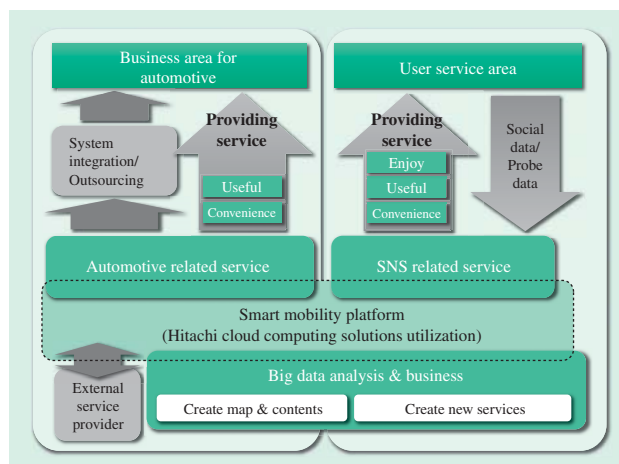 Business area for
automotive
User service area
System
integration/
Outsourcing
Providing
service
Useful
Convenience
Providing
service
Enjoy
Useful
Convenience
Social
data/
Probe
data
Automotive related service
SNS related service
Smart mobility platform
(Hitachi cloud computing solutions utilization)
External
service
provider
Big data analysis & business
Create map & contents
Create new services